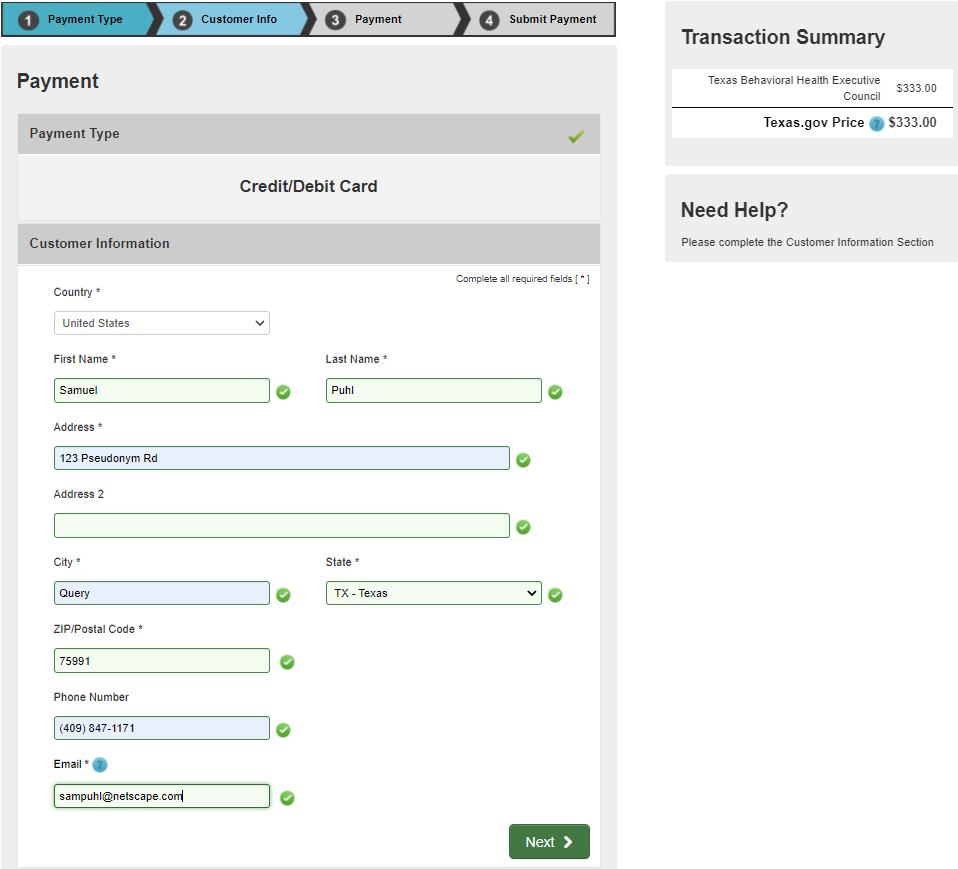 1 Payment Type 2 Customer Info 3 Payment 4 Submit Payment
Payment
Payment Type
Credit/Debit Card
Customer Information
Complete all required fields [ * ]
Country *
United States
First Name * Last Name *
Samuel Puhl
Address *
123 Pseudonym Rd
Address 2
City * State *
Query TX - Texas
ZIP/Postal Code *
75991
Phone Number
(409) 847-1171
Email * ?
sampuhl@netscape.com
Next
Transaction Summary
Texas Behavioral Health Executive
Council $333.00
Texas.gov Price ? $333.00
Need Help?
Please complete the Customer Information Section